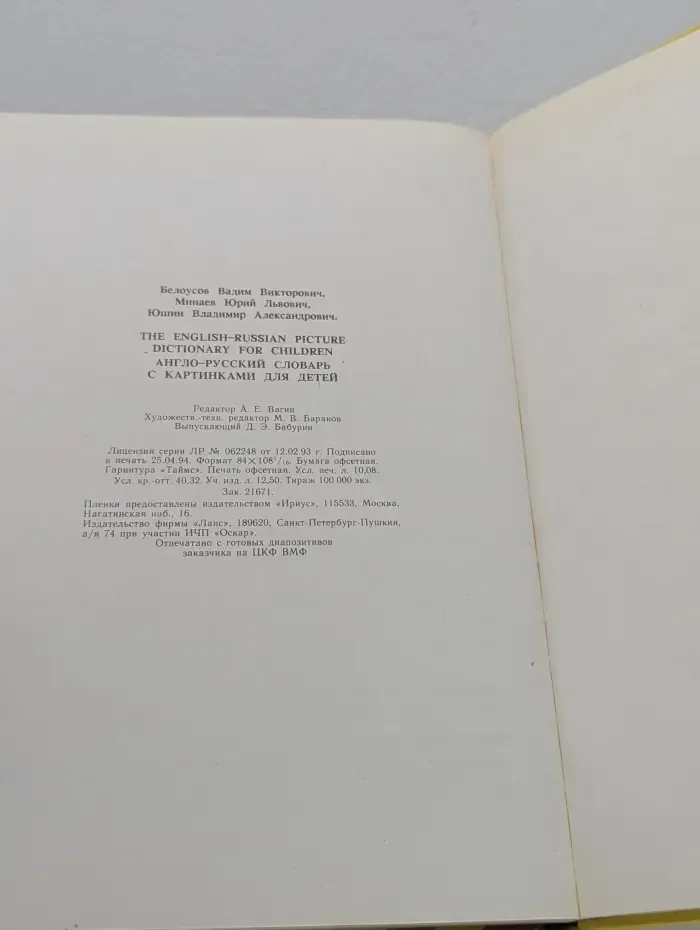 Белоусов Вадим Викторович,
Минаев Юрий Львович,
Юшин Владимир Александрович.
THE ENGLISH—RUSSIAN PICTURE
DICTIONARY FOR CHILDREN
АНГЛО-РУССКИЙ СЛОВАРЬ
С КАРТИНКАМИ ДЛЯ ДЕТЕЙ
Редактор А. Е. Вагин
Художеств.-техн. редактор М. В. Баранов
Выпускающий Д. Э. Бабурин
Лицензия серии ЛР № 062248 от 12.02.93 г. Подписано
в печать 25.04.94. Формат 84×108¹/₁₆. Бумага офсетная.
Гарнитура «Таймс». Печать офсетная. Усл. печ. л. 10,08.
Усл. кр.-отт. 40,32. Уч. изд. л. 12,50. Тираж 100 000 экз.
Зак. 21671.
Пленки предоставлены издательством «Ириус», 115533, Москва,
Нагатинская наб., 16.
Издательство фирмы «Ланс», 189620, Санкт-Петербург-Пушкин,
а/я 74 при участии ИЧП «Оскар».
Отпечатано с готовых диапозитивов
заказчика на ЦКФ ВМФ